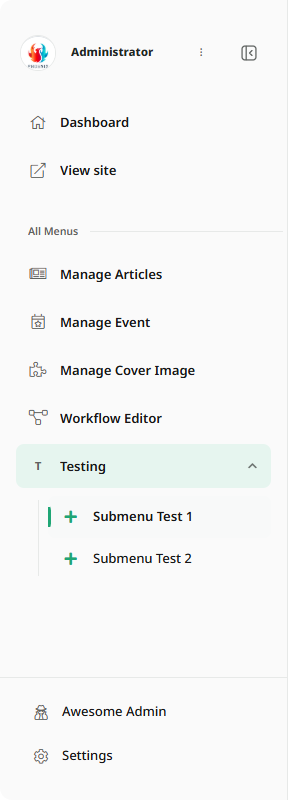 Administrator
Dashboard
View site
All Menus
Manage Articles
Manage Event
Manage Cover Image
Workflow Editor
T Testing
Submenu Test 1
Submenu Test 2
Awesome Admin
Settings